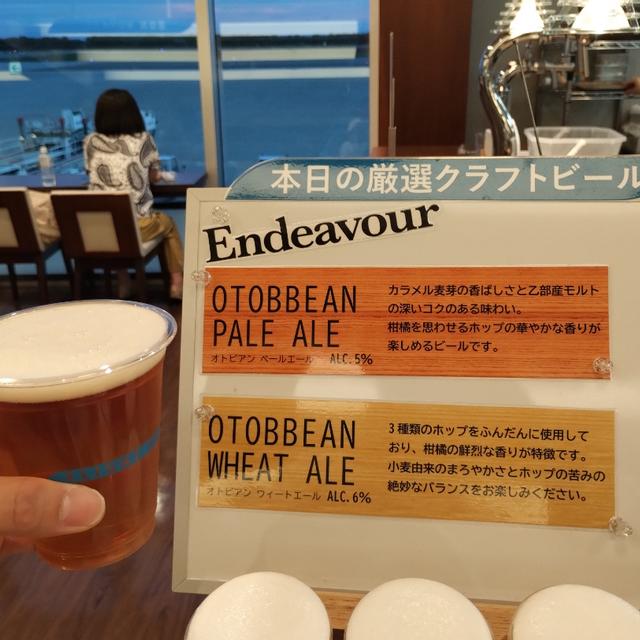 本日の厳選クラフトビール
Endeavour
OTOBBEAN
PALE ALE
オトビアン ペールエール ALC.5%
カラメル麦芽の香ばしさと乙部産モルト
の深いコクのある味わい。
柑橘を思わせるホップの華やかな香りが
楽しめるビールです。
OTOBBEAN
WHEAT ALE
オトビアン ウィートエール ALC.6%
3種類のホップをふんだんに使用して
おり、柑橘の鮮烈な香りが特徴です。
小麦由来のまろやかさとホップの苦みの
絶妙なバランスをお楽しみください。